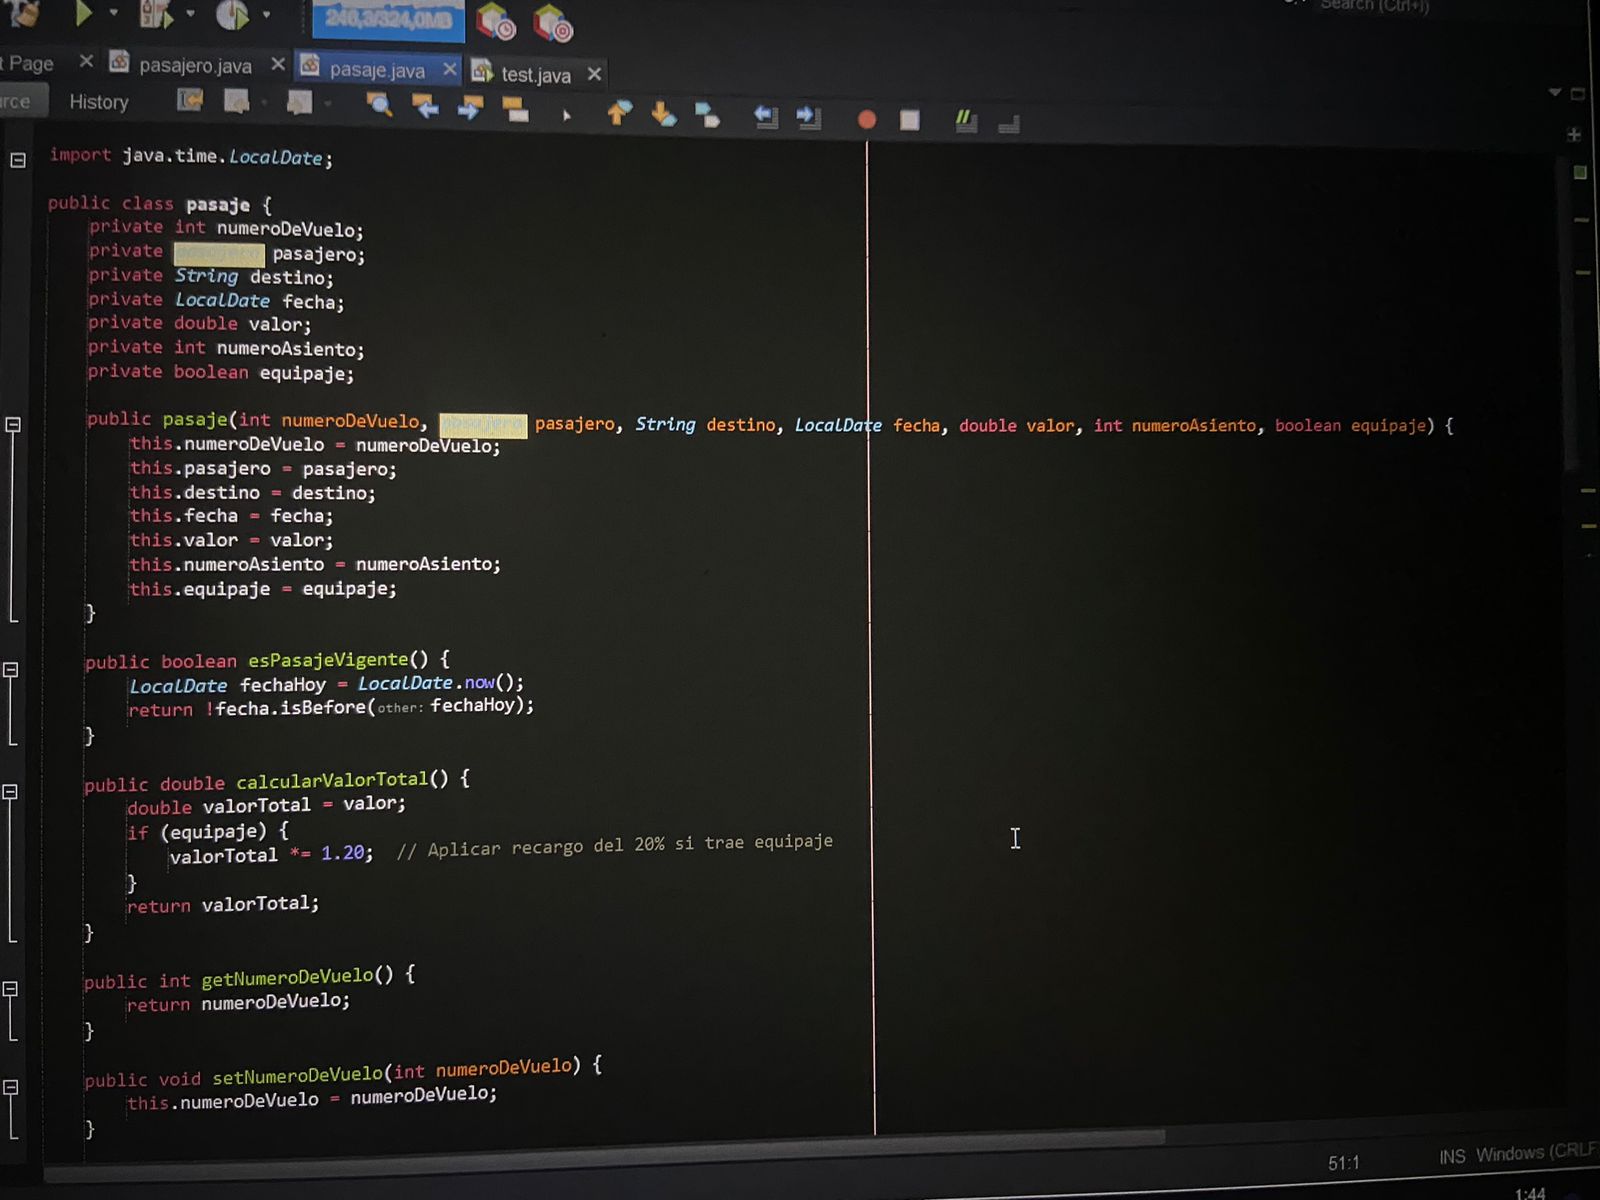 Search (Ctrl+I)
246,3/324,0MB
t Page pasajero.java pasaje.java test.java
rce History
import java.time.LocalDate;
public class pasaje {
private int numeroDeVuelo;
private pasajero pasajero;
private String destino;
private LocalDate fecha;
private double valor;
private int numeroAsiento;
private boolean equipaje;
public pasaje(int numeroDeVuelo, pasajero pasajero, String destino, LocalDate fecha, double valor, int numeroAsiento, boolean equipaje) {
this.numeroDeVuelo = numeroDeVuelo;
this.pasajero = pasajero;
this.destino = destino;
this.fecha = fecha;
this.valor = valor;
this.numeroAsiento = numeroAsiento;
this.equipaje = equipaje;
}
public boolean esPasajeVigente() {
LocalDate fechaHoy = LocalDate.now();
return !fecha.isBefore(other: fechaHoy);
}
public double calcularValorTotal() {
double valorTotal = valor;
if (equipaje) {
valorTotal *= 1.20; // Aplicar recargo del 20% si trae equipaje
}
return valorTotal;
}
public int getNumeroDeVuelo() {
return numeroDeVuelo;
}
public void setNumeroDeVuelo(int numeroDeVuelo) {
this.numeroDeVuelo = numeroDeVuelo;
}
51:1 INS Windows (CRLF
1:44